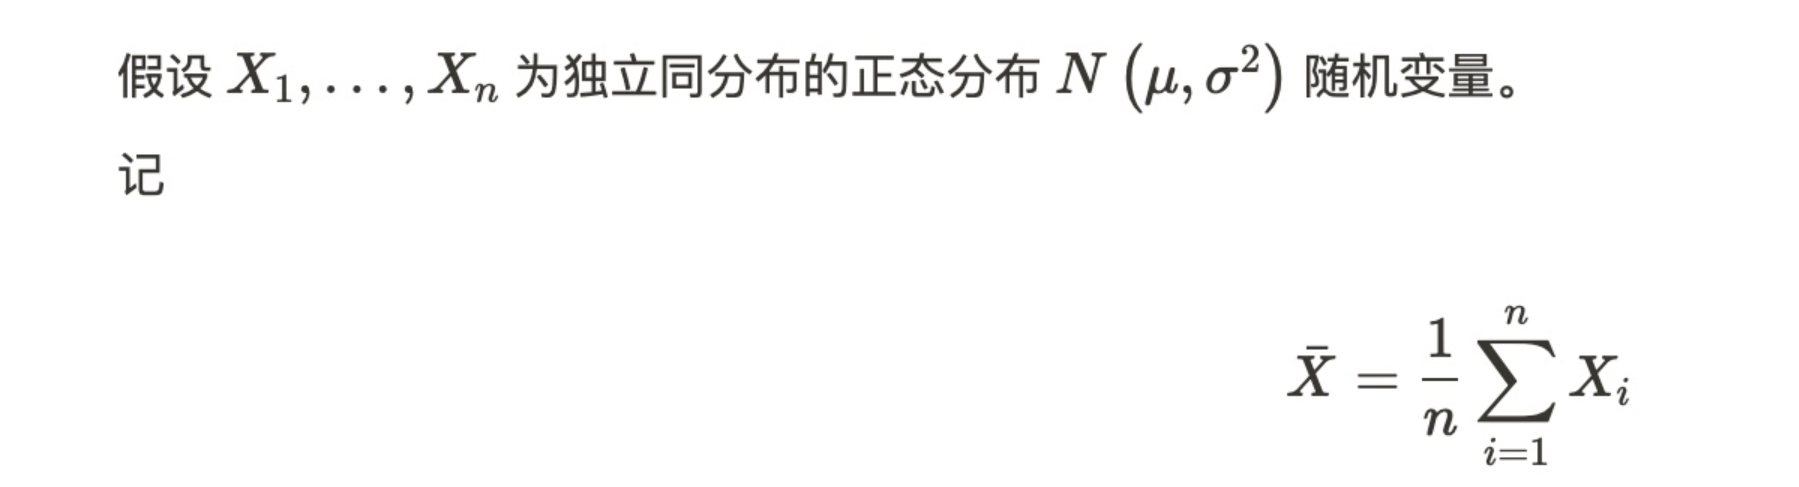 假设 $X_1, \ldots, X_n$ 为独立同分布的正态分布 $N\left(\mu, \sigma^2\right)$ 随机变量。
记
$\bar{X} = \frac{1}{n} \sum_{i=1}^{n} X_i$